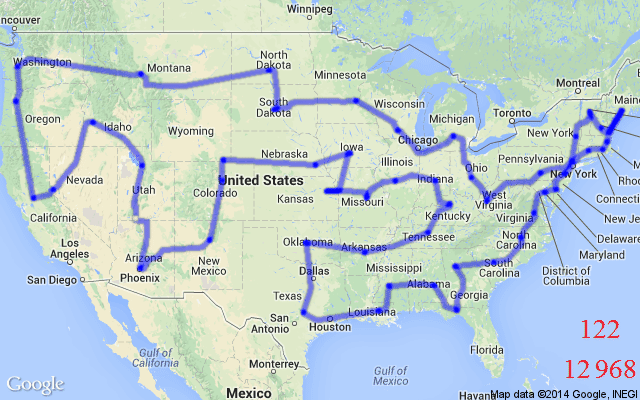 Winnipeg
Vancouver
Washington
Montana
North
Dakota
Minnesota
Montreal
Maine
Oregon
Idaho
South
Dakota
Wisconsin
Michigan
Toronto
New York
Wyoming
Chicago
Iowa
Nebraska
Illinois
Ohio
Pennsylvania
New York
Nevada
Utah
Colorado
United States
Indiana
West
Virginia
Kansas
Missouri
Kentucky
Virginia
California
Connecti
New Je
Delaware
Maryland
District of
Columbia
Los
Angeles
Arizona
Phoenix
New
Mexico
Oklahoma
Arkansas
Tennessee
North
Carolina
South
Carolina
San Diego
Dallas
Mississippi
Alabama
Georgia
Texas
San
Antonio
Houston
Louisiana
Florida
Gulf of
California
Monterrey
Gulf of
Mexico
Mexico
Havana
122
12 968
Google
Map data ©2014 Google, INEGI